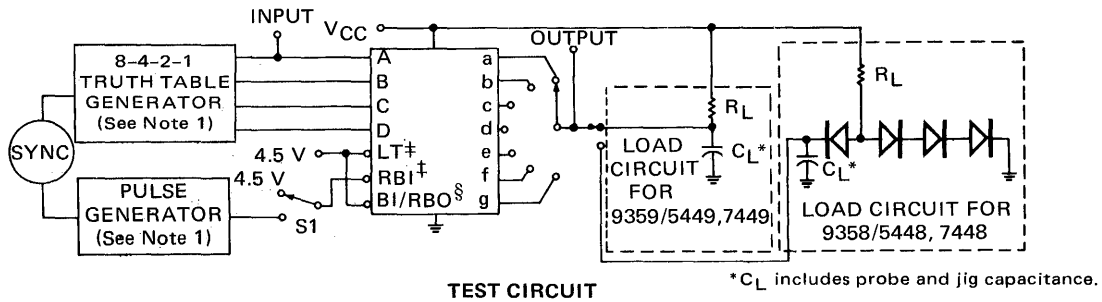 INPUT
VCC
OUTPUT
8-4-2-1
TRUTH TABLE
GENERATOR
(See Note 1)
SYNC
PULSE
GENERATOR
(See Note 1)
4.5 V
4.5 V
S1
A
B
C
D
LT‡
RBI‡
BI/RBO§
a
b
c
d
e
f
g
RL
CL*
LOAD
CIRCUIT
FOR
9359/5449,7449
RL
CL*
LOAD CIRCUIT FOR
9358/5448, 7448
*CL includes probe and jig capacitance.
TEST CIRCUIT